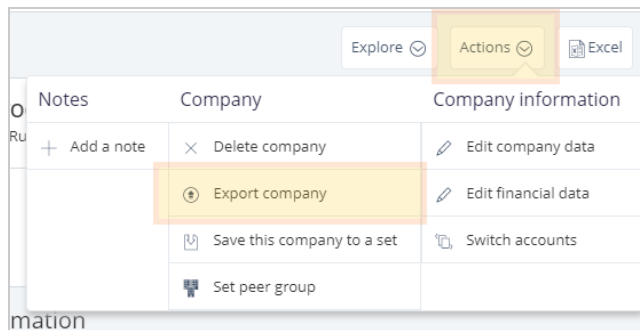 Explore
Actions
Excel
Notes
Company
Company information
Ru
Add a note
Delete company
Edit company data
Export company
Edit financial data
Save this company to a set
Switch accounts
Set peer group
mation